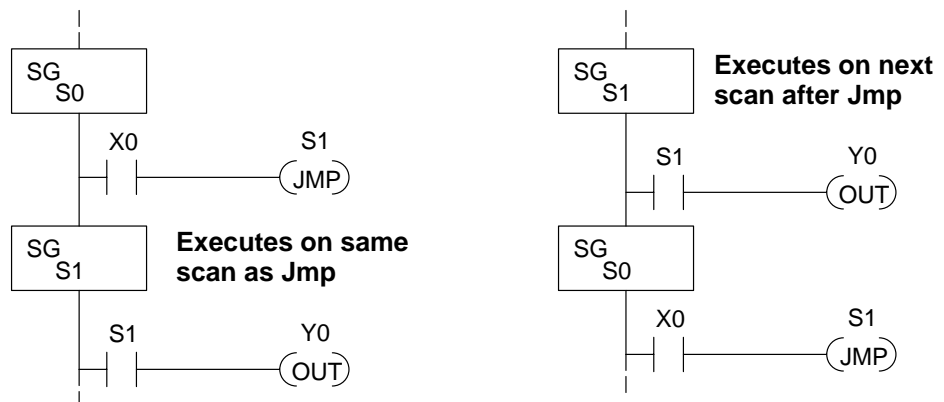 SG
S0
X0
S1
JMP
SG
S1
Executes on same
scan as Jmp
S1
Y0
OUT
SG
S1
Executes on next
scan after Jmp
S1
Y0
OUT
SG
S0
X0
S1
JMP